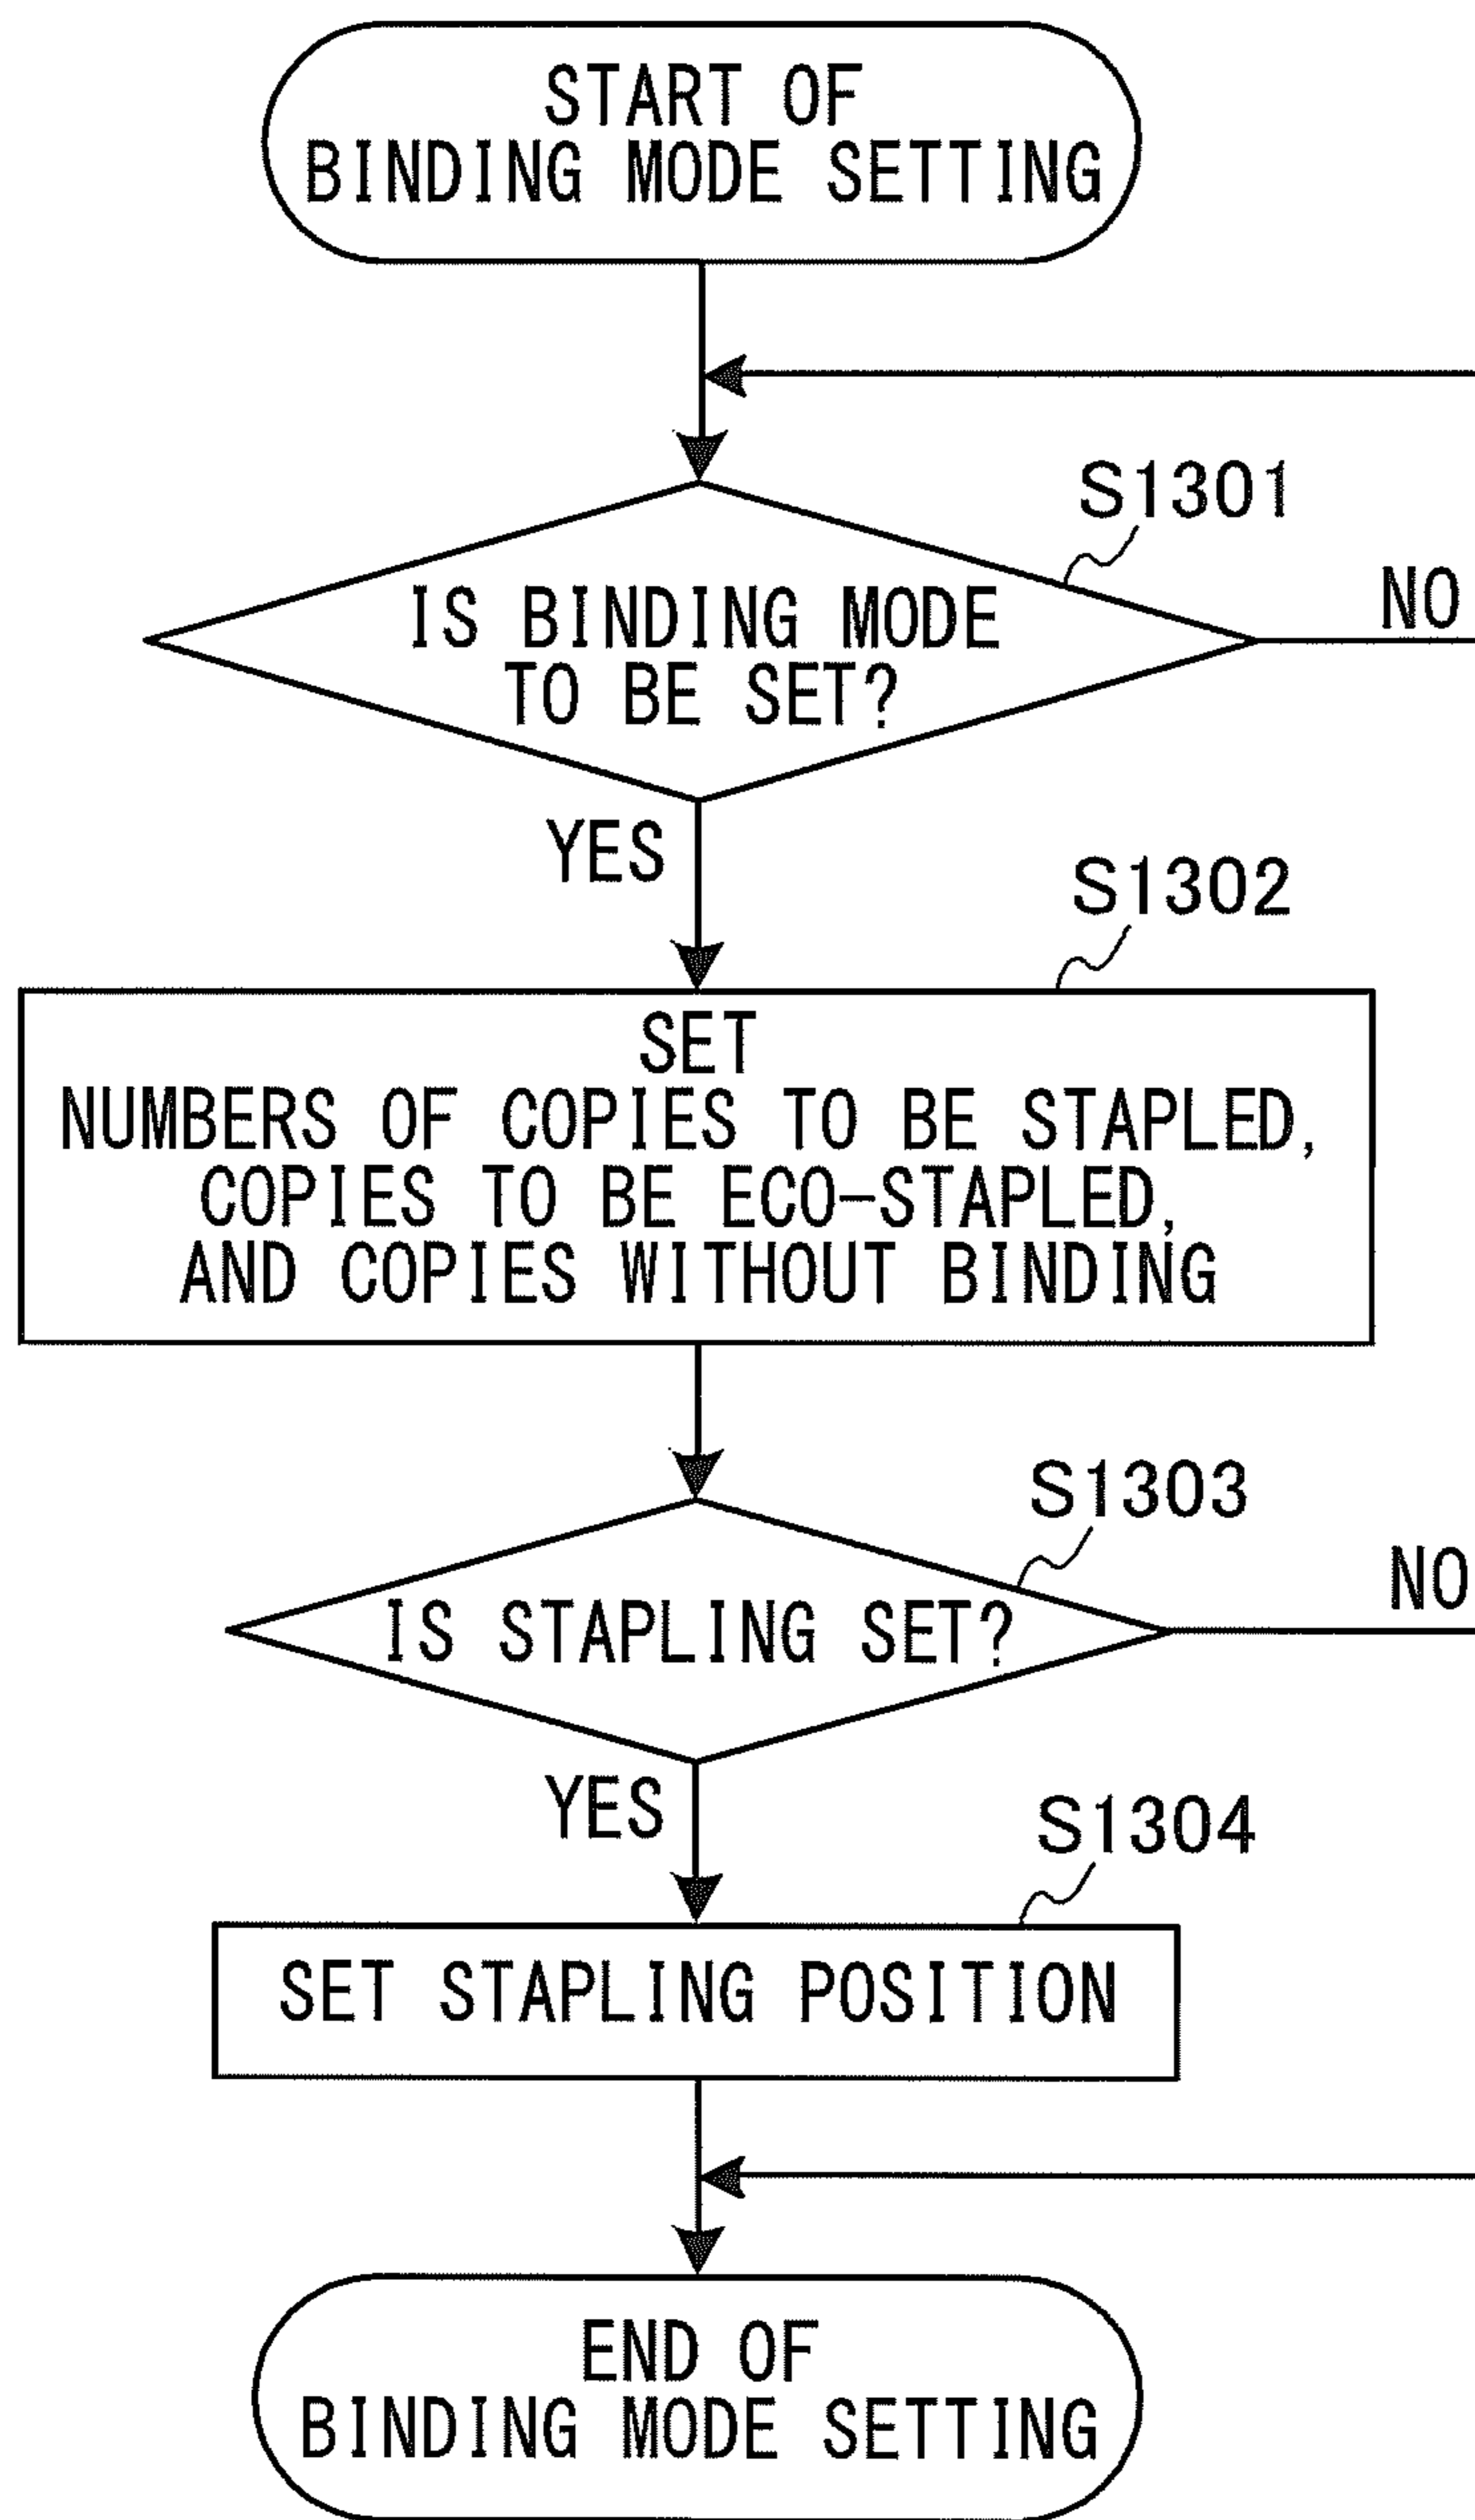 START OF
BINDING MODE SETTING
S1301
IS BINDING MODE
TO BE SET?
NO
YES
S1302
SET
NUMBERS OF COPIES TO BE STAPLED,
COPIES TO BE ECO-STAPLED,
AND COPIES WITHOUT BINDING
S1303
IS STAPLING SET?
NO
YES
S1304
SET STAPLING POSITION
END OF
BINDING MODE SETTING